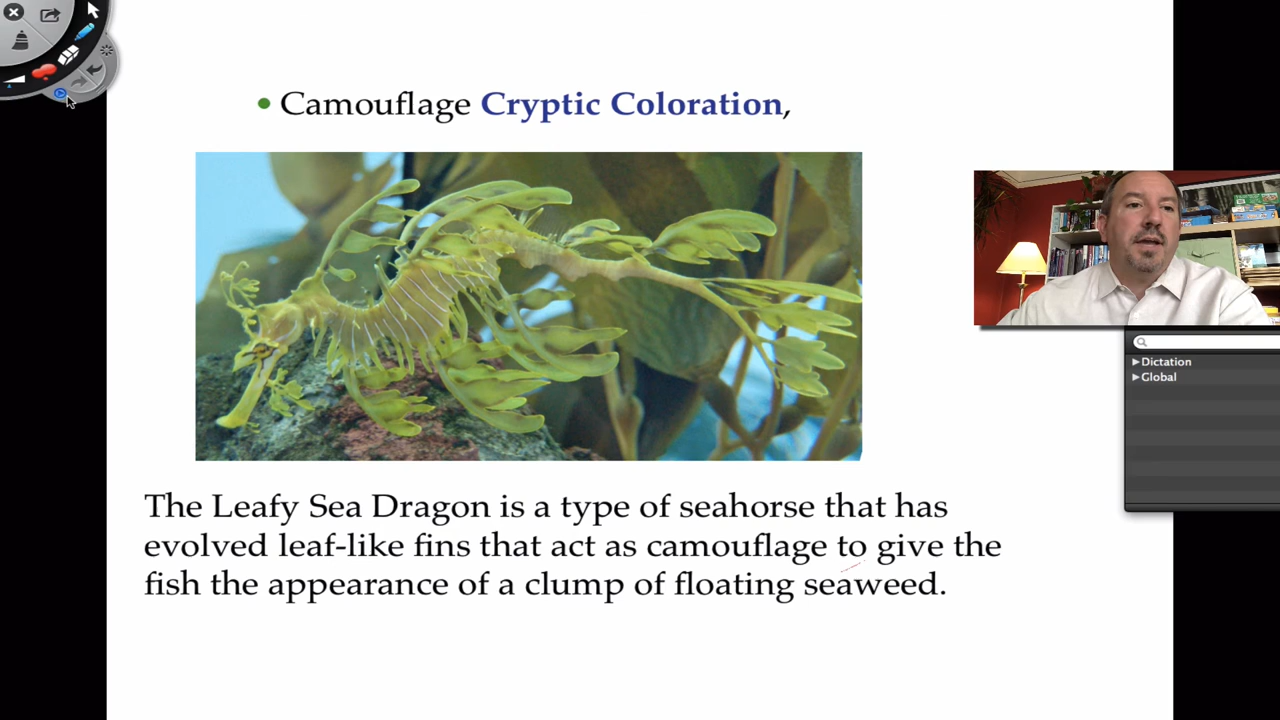 • Camouflage Cryptic Coloration,
Dictation
Global
The Leafy Sea Dragon is a type of seahorse that has
evolved leaf-like fins that act as camouflage to give the
fish the appearance of a clump of floating seaweed.